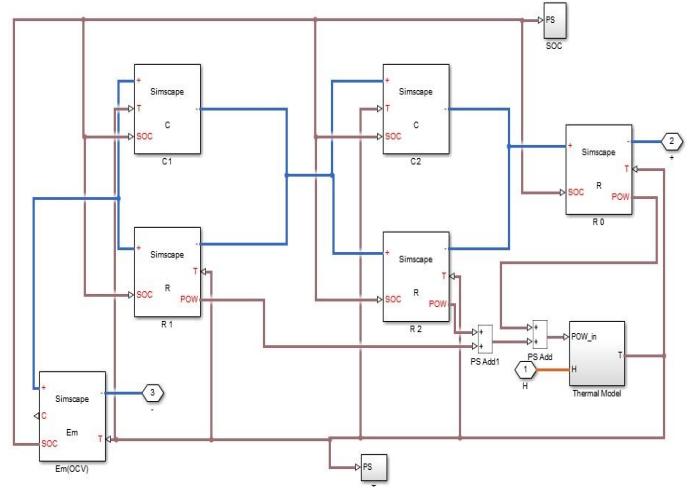 PS
SOC
+
Simscape
-
T
C
SOC
C1
+
Simscape
-
T
C
SOC
C2
+
Simscape
-
T
R
SOC
POW
R 0
2
+
+
Simscape
T
R
POW
SOC
R 1
+
Simscape
-
T
R
POW
SOC
R 2
+
+
PS Add1
+
+
PS Add
POW_in
T
H
Thermal Model
1
H
+
Simscape
-
C
Em
SOC
T
Em(OCV)
3
-
PS